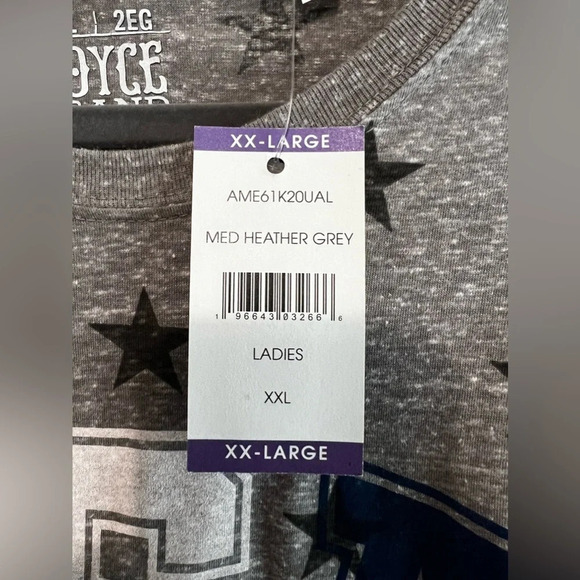 2EG
XX-LARGE
AME61K20UAL
MED HEATHER GREY
1 96643 03266 6
LADIES
XXL
XX-LARGE